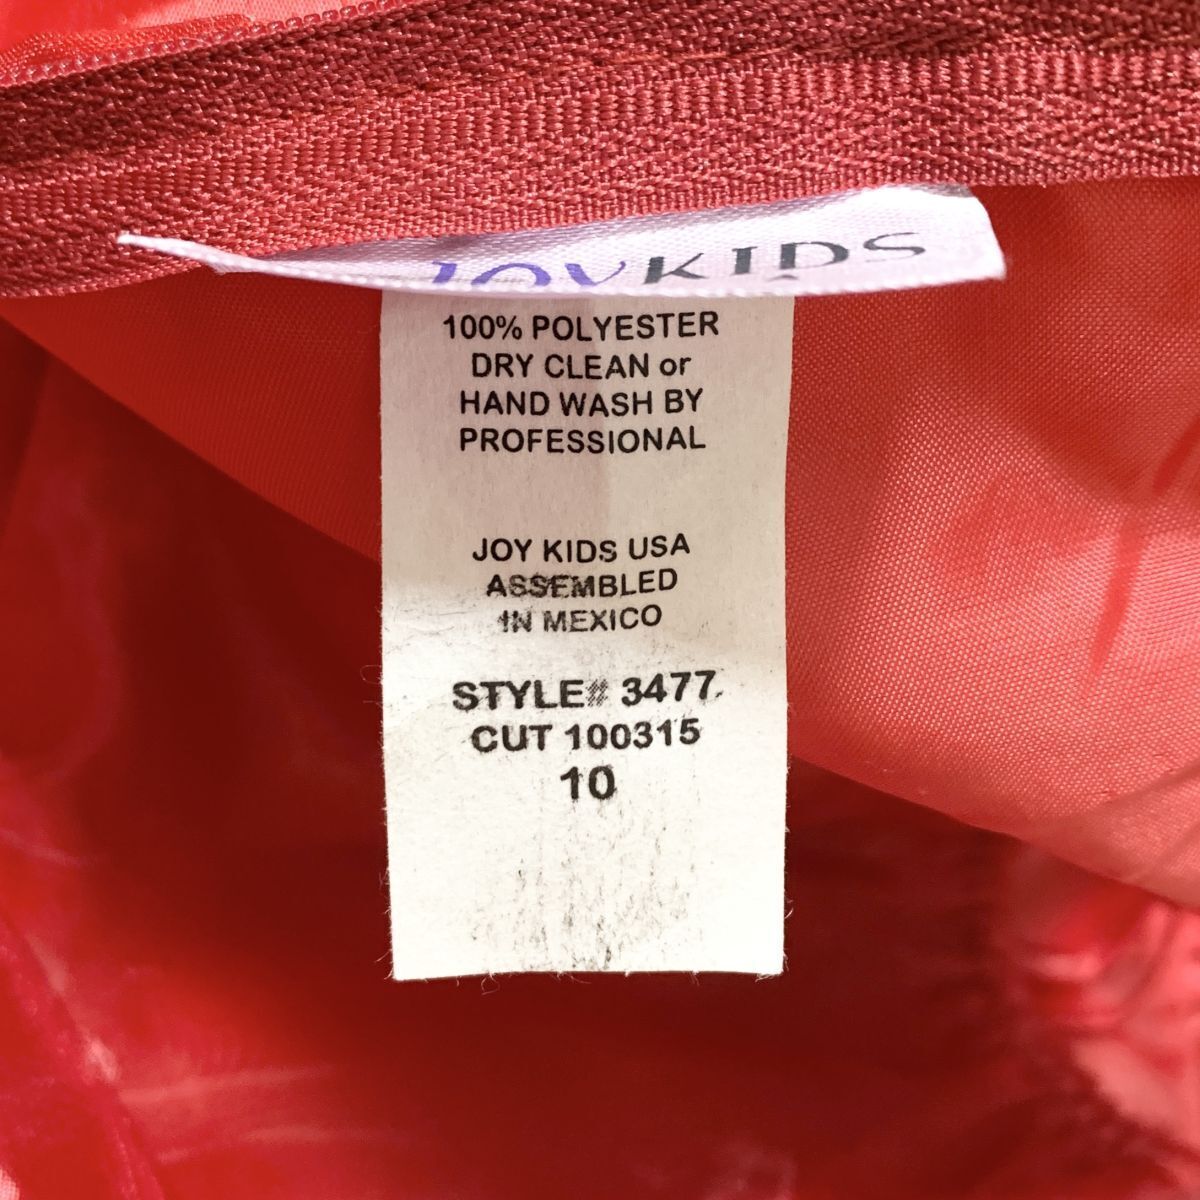 JOYKIDS
100% POLYESTER
DRY CLEAN or
HAND WASH BY
PROFESSIONAL
JOY KIDS USA
ASSEMBLED
IN MEXICO
STYLE# 3477
CUT 100315
10